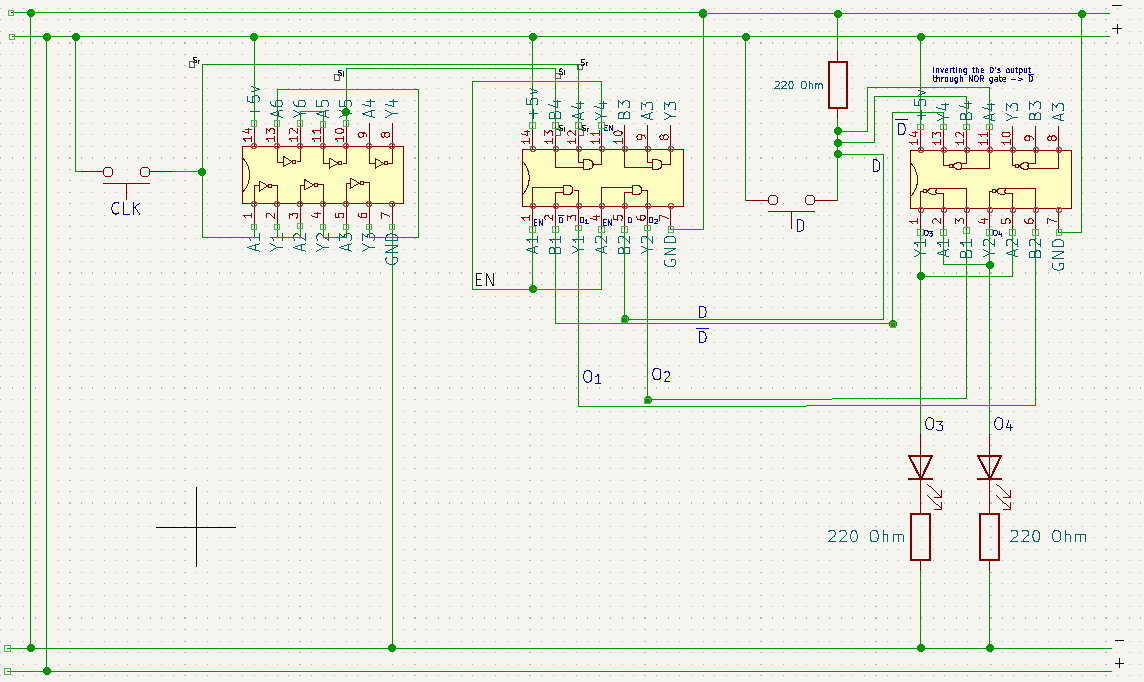 −
+
Sr
Sl
Sr
Sl
220 Ohm
Inverting the D's output
through NOR gate -> D
+5v A6 Y6 A5 Y5 A4 Y4
14 13 12 11 10 9 8
1 2 3 4 5 6 7
A1 Y1 A2 Y2 A3 Y3 GND
CLK
+5v B4 A4 Y4 B3 A3 Y3
Sl Sr EN
14 13 12 11 10 9 8
1 2 3 4 5 6 7
EN D O1 EN D O2
A1 B1 Y1 A2 B2 Y2 GND
EN
D
D
D
D
D
+5v Y4 B4 A4 Y3 B3 A3
14 13 12 11 10 9 8
1 2 3 4 5 6 7
O3 O4
Y1 A1 B1 Y2 A2 B2 GND
O1
O2
O3
O4
220 Ohm
220 Ohm
−
+